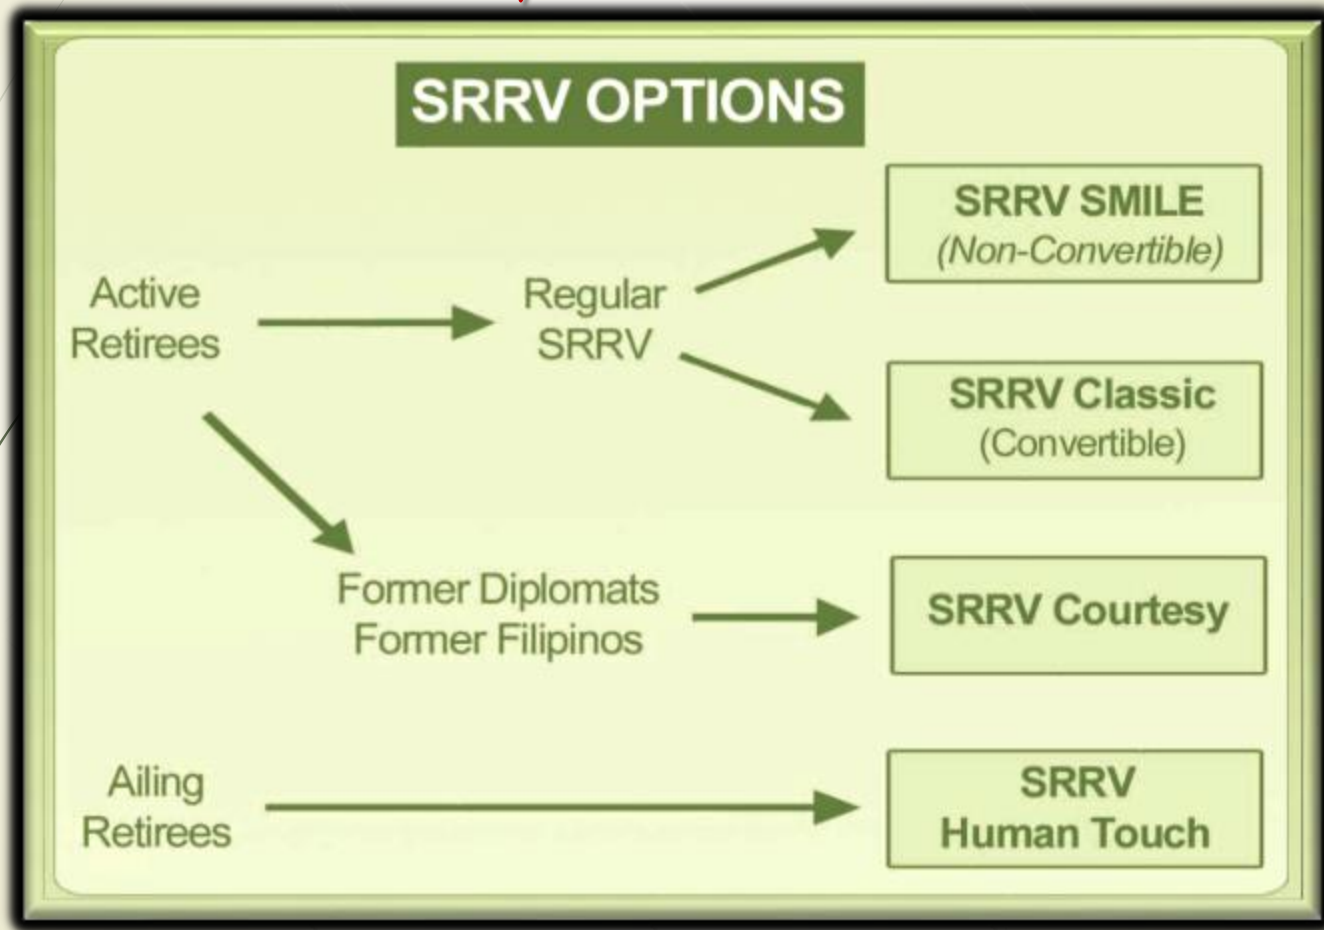 SRRV OPTIONS
Active
Retirees
Regular
SRRV
SRRV SMILE
(Non-Convertible)
SRRV Classic
(Convertible)
Former Diplomats
Former Filipinos
SRRV Courtesy
Ailing
Retirees
SRRV
Human Touch